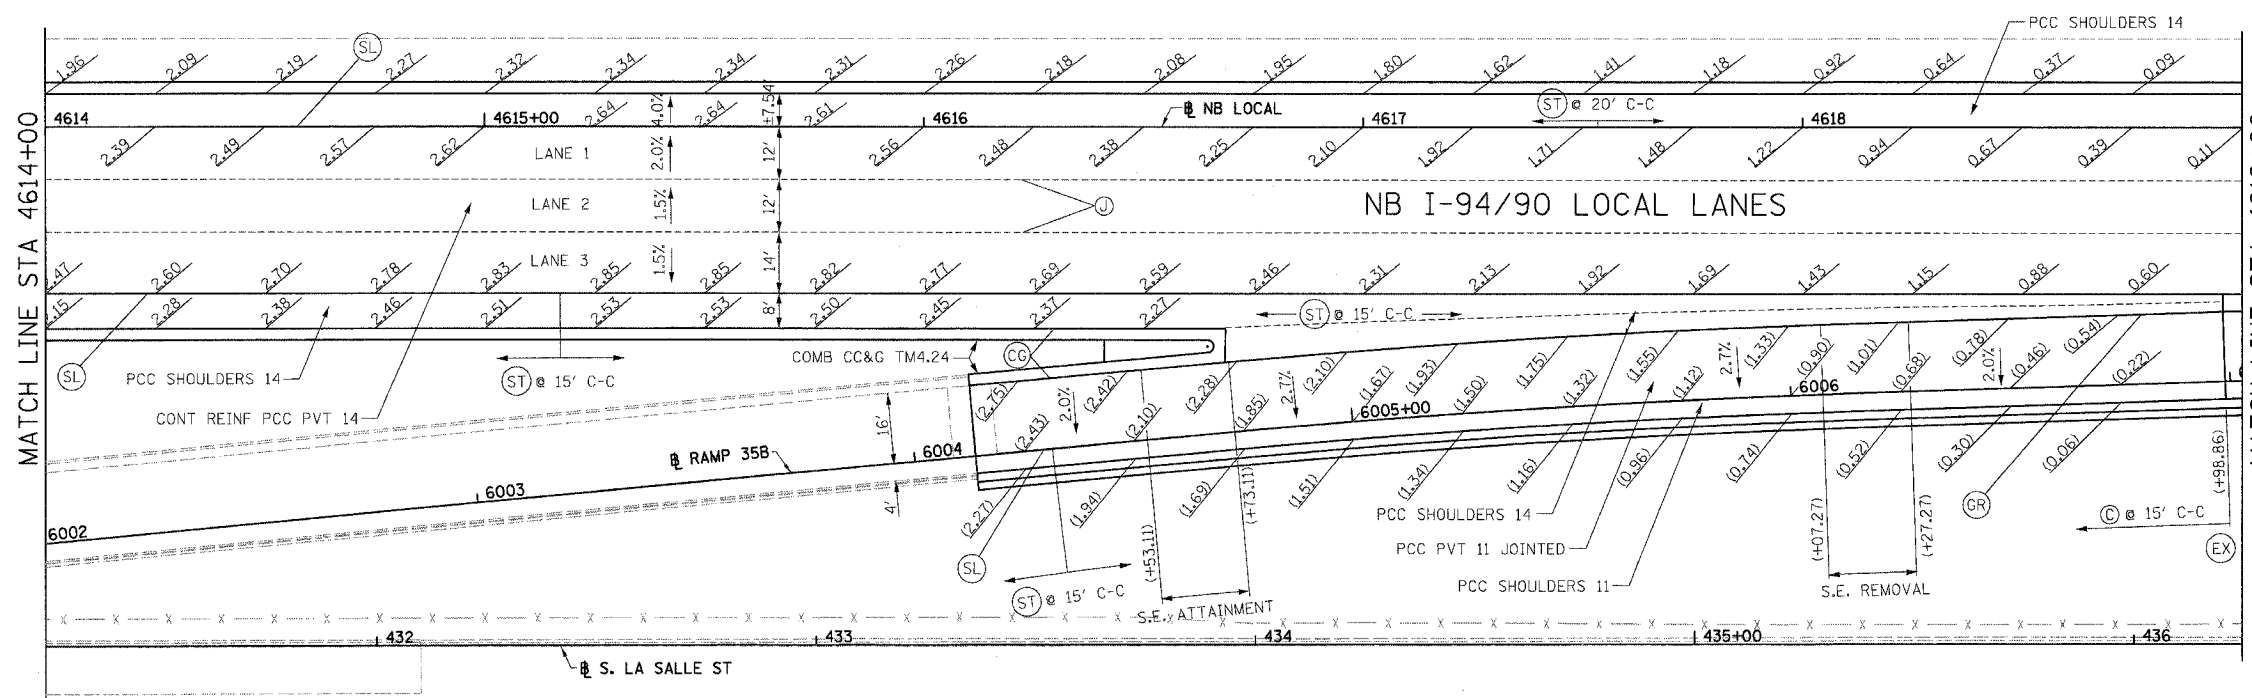 PCC SHOULDERS 14
SL
1.96 2.09 2.19 2.27 2.32 2.34 2.34 2.31 2.26 2.18 2.08 1.95 1.80 1.62 1.41 1.18 0.92 0.64 0.37 0.09
4614 4615+00 2.64 4.0% 2.64 ±7.54' 2.61 4616 ⅊ NB LOCAL 4617 ST @ 20' C-C 4618
2.39 2.49 2.57 2.62 LANE 1 2.0% 12' 2.56 2.48 2.38 2.25 2.10 1.92 1.71 1.48 1.22 0.94 0.67 0.39 0.11
LANE 2 1.5% 12' J NB I-94/90 LOCAL LANES
LANE 3 1.5% 14'
.47 2.60 2.70 2.78 2.83 2.85 2.85 2.82 2.77 2.69 2.59 2.46 2.31 2.13 1.92 1.69 1.43 1.15 0.88 0.60
.15 2.28 2.38 2.46 2.51 2.53 2.53 8' 2.50 2.45 2.37 2.27
MATCH LINE STA 4614+00
ST @ 15' C-C
SL PCC SHOULDERS 14 ST @ 15' C-C COMB CC&G TM4.24 CG
CONT REINF PCC PVT 14
(2.75) (2.42) (2.28) (2.10) (1.93) (1.75) (1.55) (1.33) (1.01) (0.78) (0.54)
2.0% 2.7% 2.7% 2.0%
(2.43) (2.10) (1.85) (1.67) (1.50) (1.32) (1.12) (0.90) (0.68) (0.46) (0.22)
16' 4'
6002 6003 ⅊ RAMP 35B 6004 6005+00 6006
(2.27) (1.94) (1.69) (1.51) (1.34) (1.16) (0.96) (0.74) (0.52) (0.30) (0.06)
(+53.11) (+73.11) (+07.27) (+27.27) (+98.86)
PCC SHOULDERS 14
GR
C @ 15' C-C
PCC PVT 11 JOINTED
EX
SL
PCC SHOULDERS 11
ST @ 15' C-C
S.E. ATTAINMENT
S.E. REMOVAL
432 433 434 435+00 436
⅊ S. LA SALLE ST